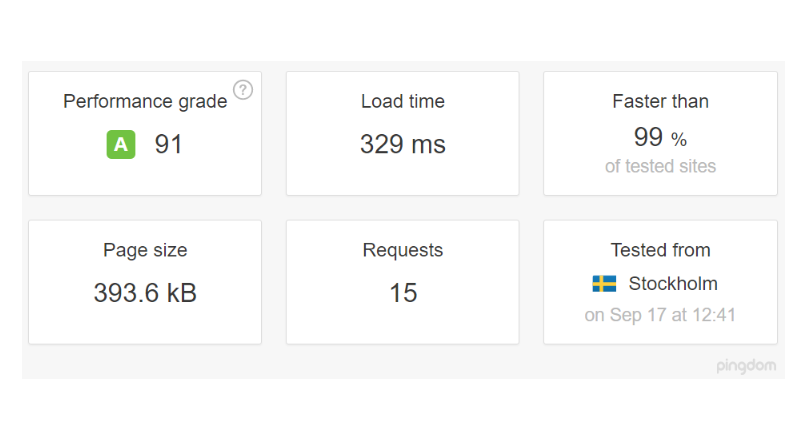 Performance grade ?
A 91
Load time
329 ms
Faster than
99 %
of tested sites
Page size
393.6 kB
Requests
15
Tested from
Stockholm
on Sep 17 at 12:41
pingdom